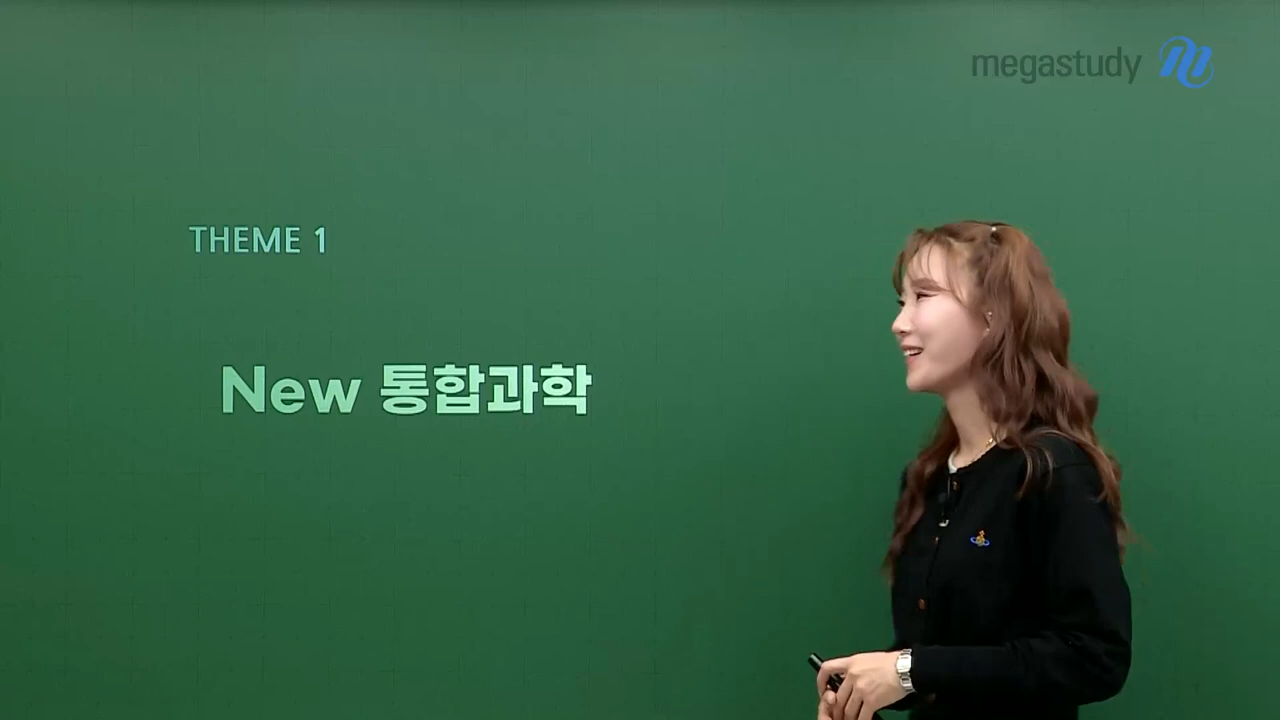 megastudy
THEME 1
New 통합과학